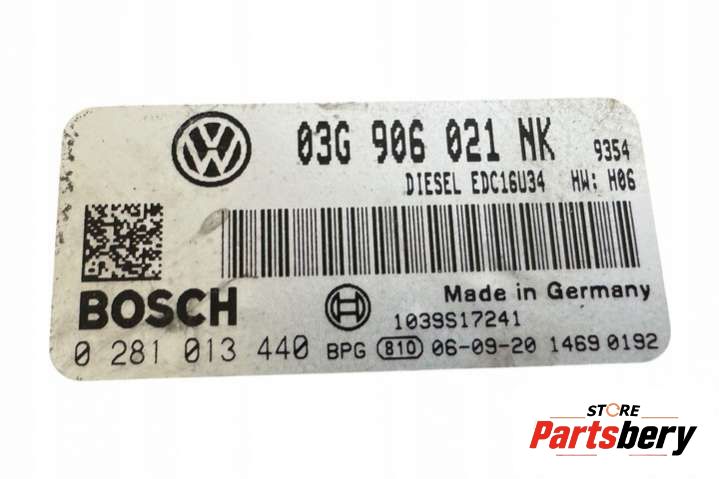 03G 906 021 NK 9354
DIESEL EDC16U34 HW: H06
BOSCH
Made in Germany
1039S17241
0 281 013 440 BPG 810 06-09-20 1469 0192
STORE
Partsbery